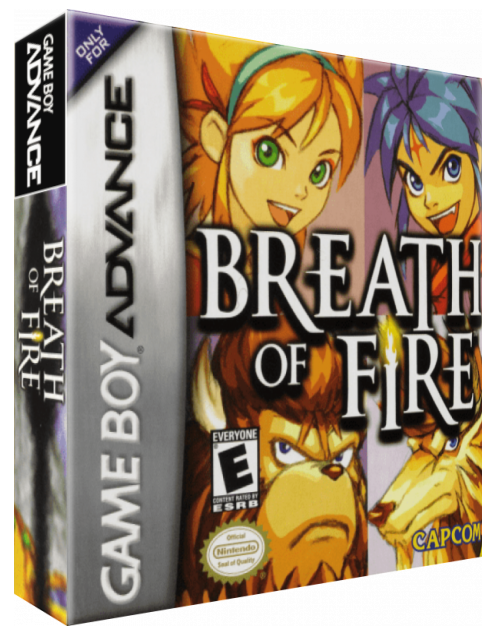 GAME BOY
ADVANCE
BREATH
OF
FIRE
ONLY
FOR
GAME BOY ADVANCE
BREATH
OF FIRE
EVERYONE
E
CONTENT RATED BY
ESRB
Official
Nintendo
Seal of Quality
CAPCOM